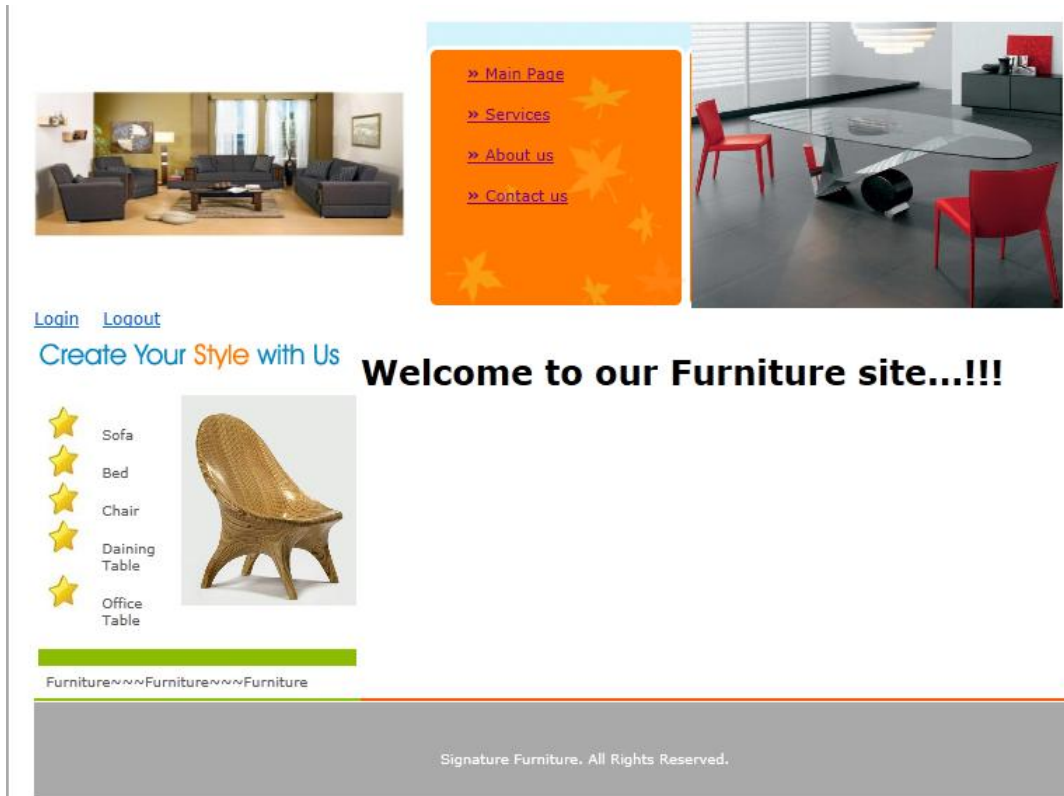 » Main Page
» Services
» About us
» Contact us
Login Logout
Create Your Style with Us
Welcome to our Furniture site...!!!
Sofa
Bed
Chair
Daining
Table
Office
Table
Furniture~~~Furniture~~~Furniture
Signature Furniture. All Rights Reserved.